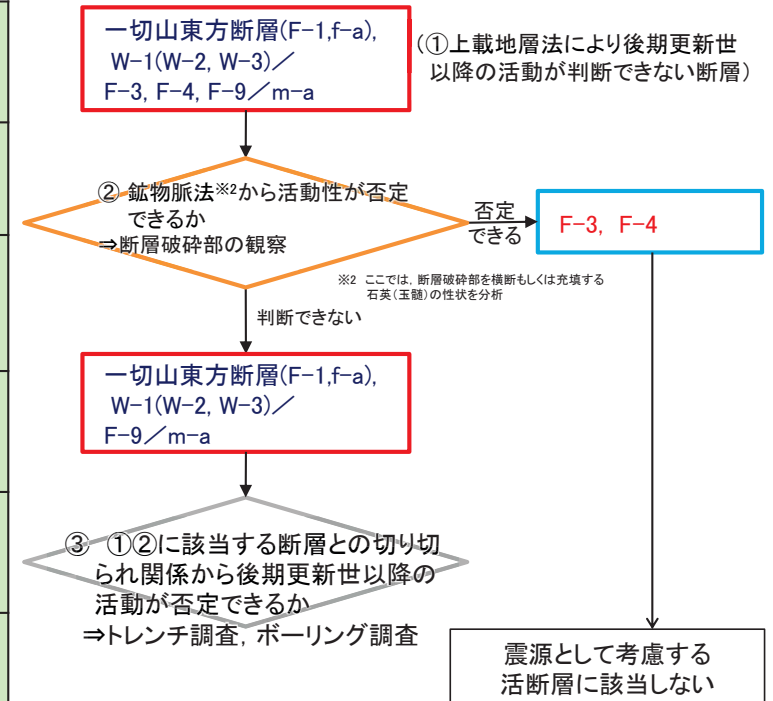 一切山東方断層(F-1,f-a),
W-1(W-2, W-3)／
F-3, F-4, F-9／m-a
(①上載地層法により後期更新世
以降の活動が判断できない断層)
② 鉱物脈法※2から活動性が否定
できるか
⇒断層破砕部の観察
否定
できる
F-3, F-4
※2 ここでは, 断層破砕部を横断もしくは充填する
石英(玉髄)の性状を分析
判断できない
一切山東方断層(F-1,f-a),
W-1(W-2, W-3)／
F-9／m-a
③ ①②に該当する断層との切り切
られ関係から後期更新世以降の
活動が否定できるか
⇒トレンチ調査, ボーリング調査
震源として考慮する
活断層に該当しない